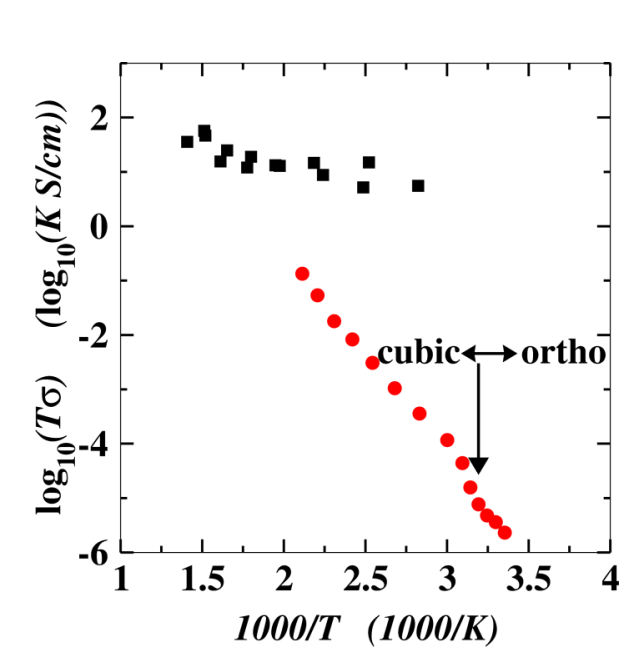 log₁₀(Tσ) (log₁₀(K S/cm))
2
0
-2
-4
-6
cubic ortho
1 1.5 2 2.5 3 3.5 4
1000/T (1000/K)